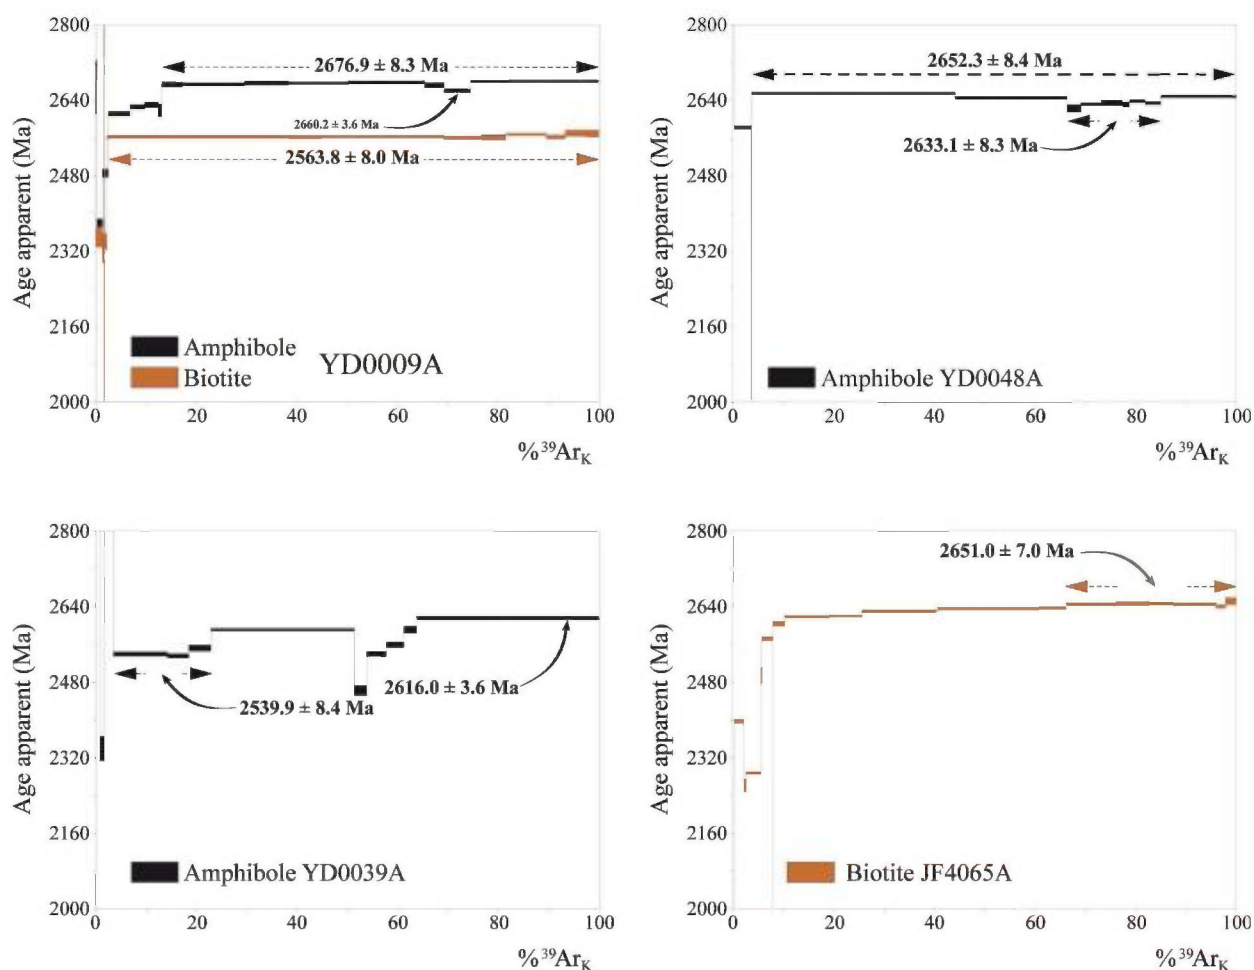 2800
2640
2480
2320
2160
2000
Age apparent (Ma)
2676.9 ± 8.3 Ma
2660.2 ± 3.6 Ma
2563.8 ± 8.0 Ma
Amphibole
Biotite
YD0009A
0 20 40 60 80 100
% ³⁹Ar_K
2800
2640
2480
2320
2160
2000
Age apparent (Ma)
2652.3 ± 8.4 Ma
2633.1 ± 8.3 Ma
Amphibole YD0048A
0 20 40 60 80 100
% ³⁹Ar_K
2800
2640
2480
2320
2160
2000
Age apparent (Ma)
2539.9 ± 8.4 Ma
2616.0 ± 3.6 Ma
Amphibole YD0039A
0 20 40 60 80 100
% ³⁹Ar_K
2800
2640
2480
2320
2160
2000
Age apparent (Ma)
2651.0 ± 7.0 Ma
Biotite JF4065A
0 20 40 60 80 100
% ³⁹Ar_K